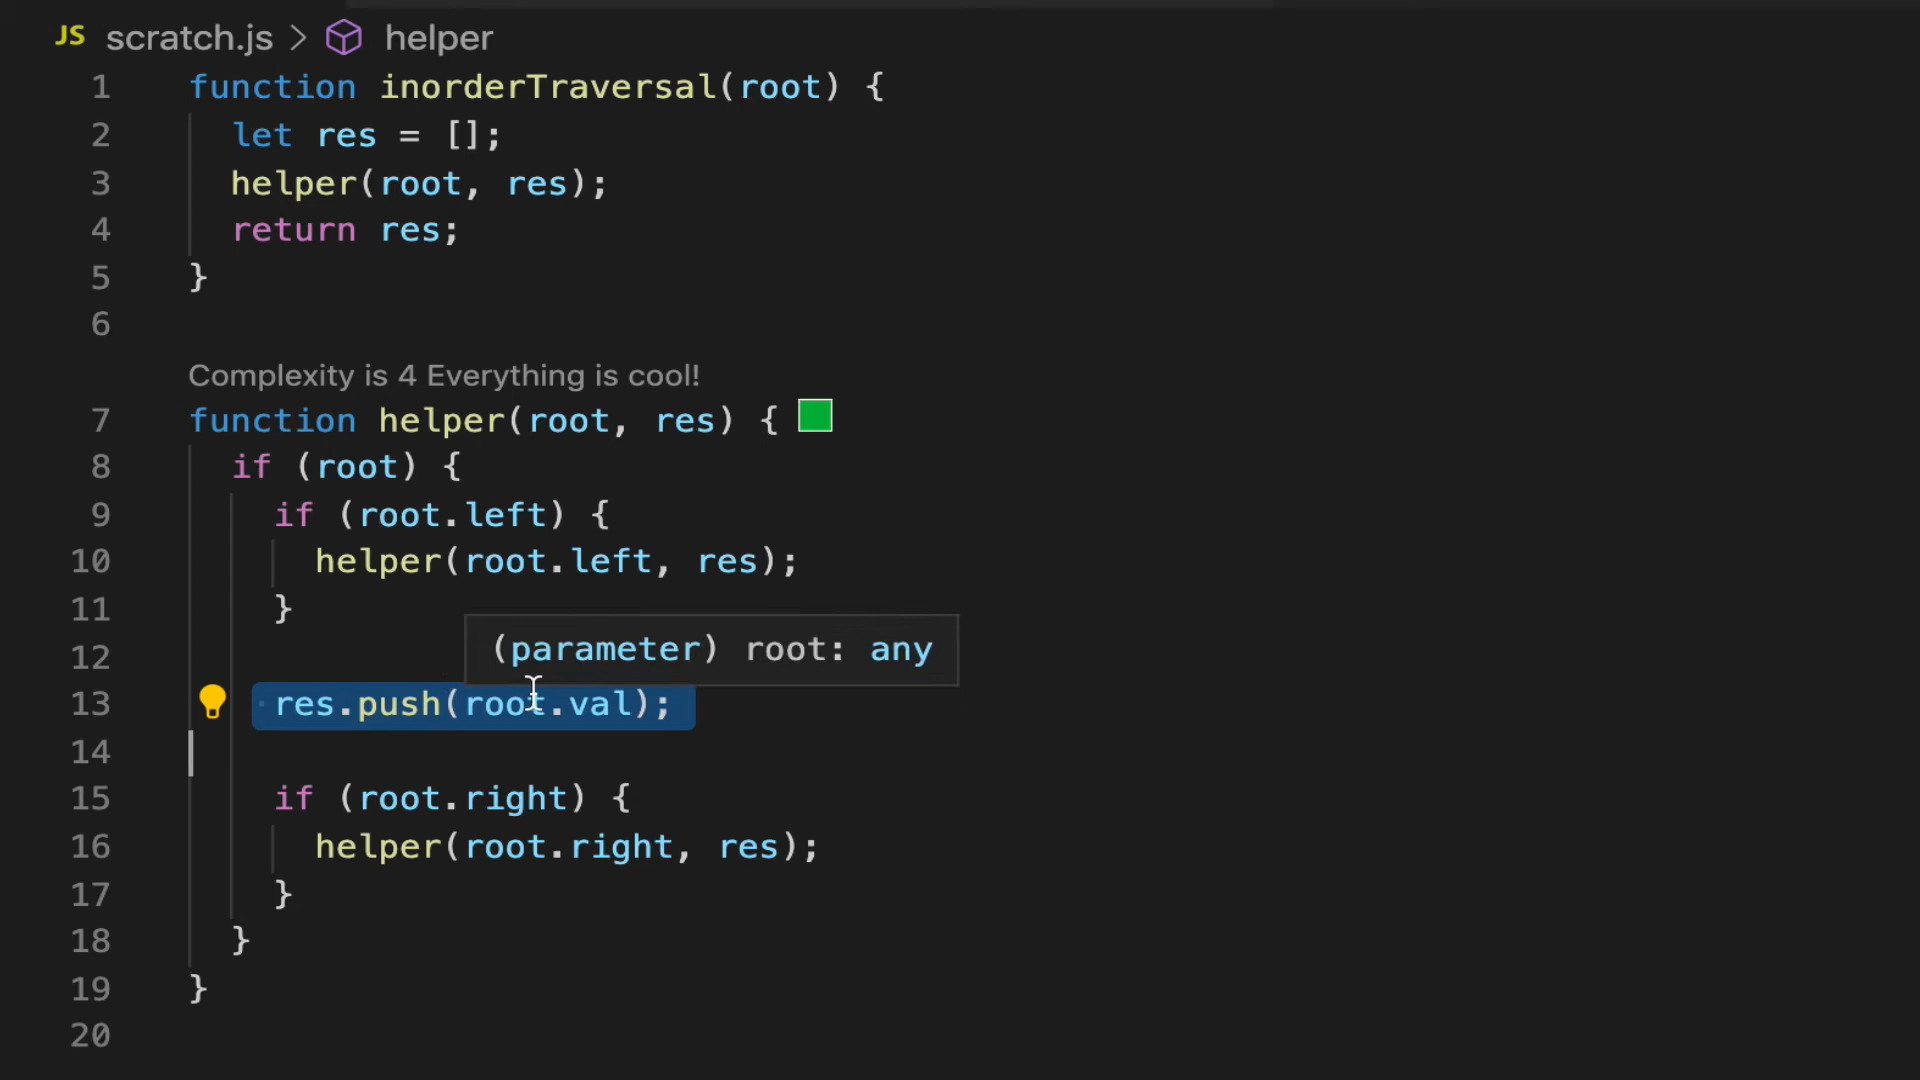 JS scratch.js > helper
1 function inorderTraversal(root) {
2 let res = [];
3 helper(root, res);
4 return res;
5 }
6
Complexity is 4 Everything is cool!
7 function helper(root, res) {
8 if (root) {
9 if (root.left) {
10 helper(root.left, res);
11 }
(parameter) root: any
12
13 res.push(root.val);
14
15 if (root.right) {
16 helper(root.right, res);
17 }
18 }
19 }
20